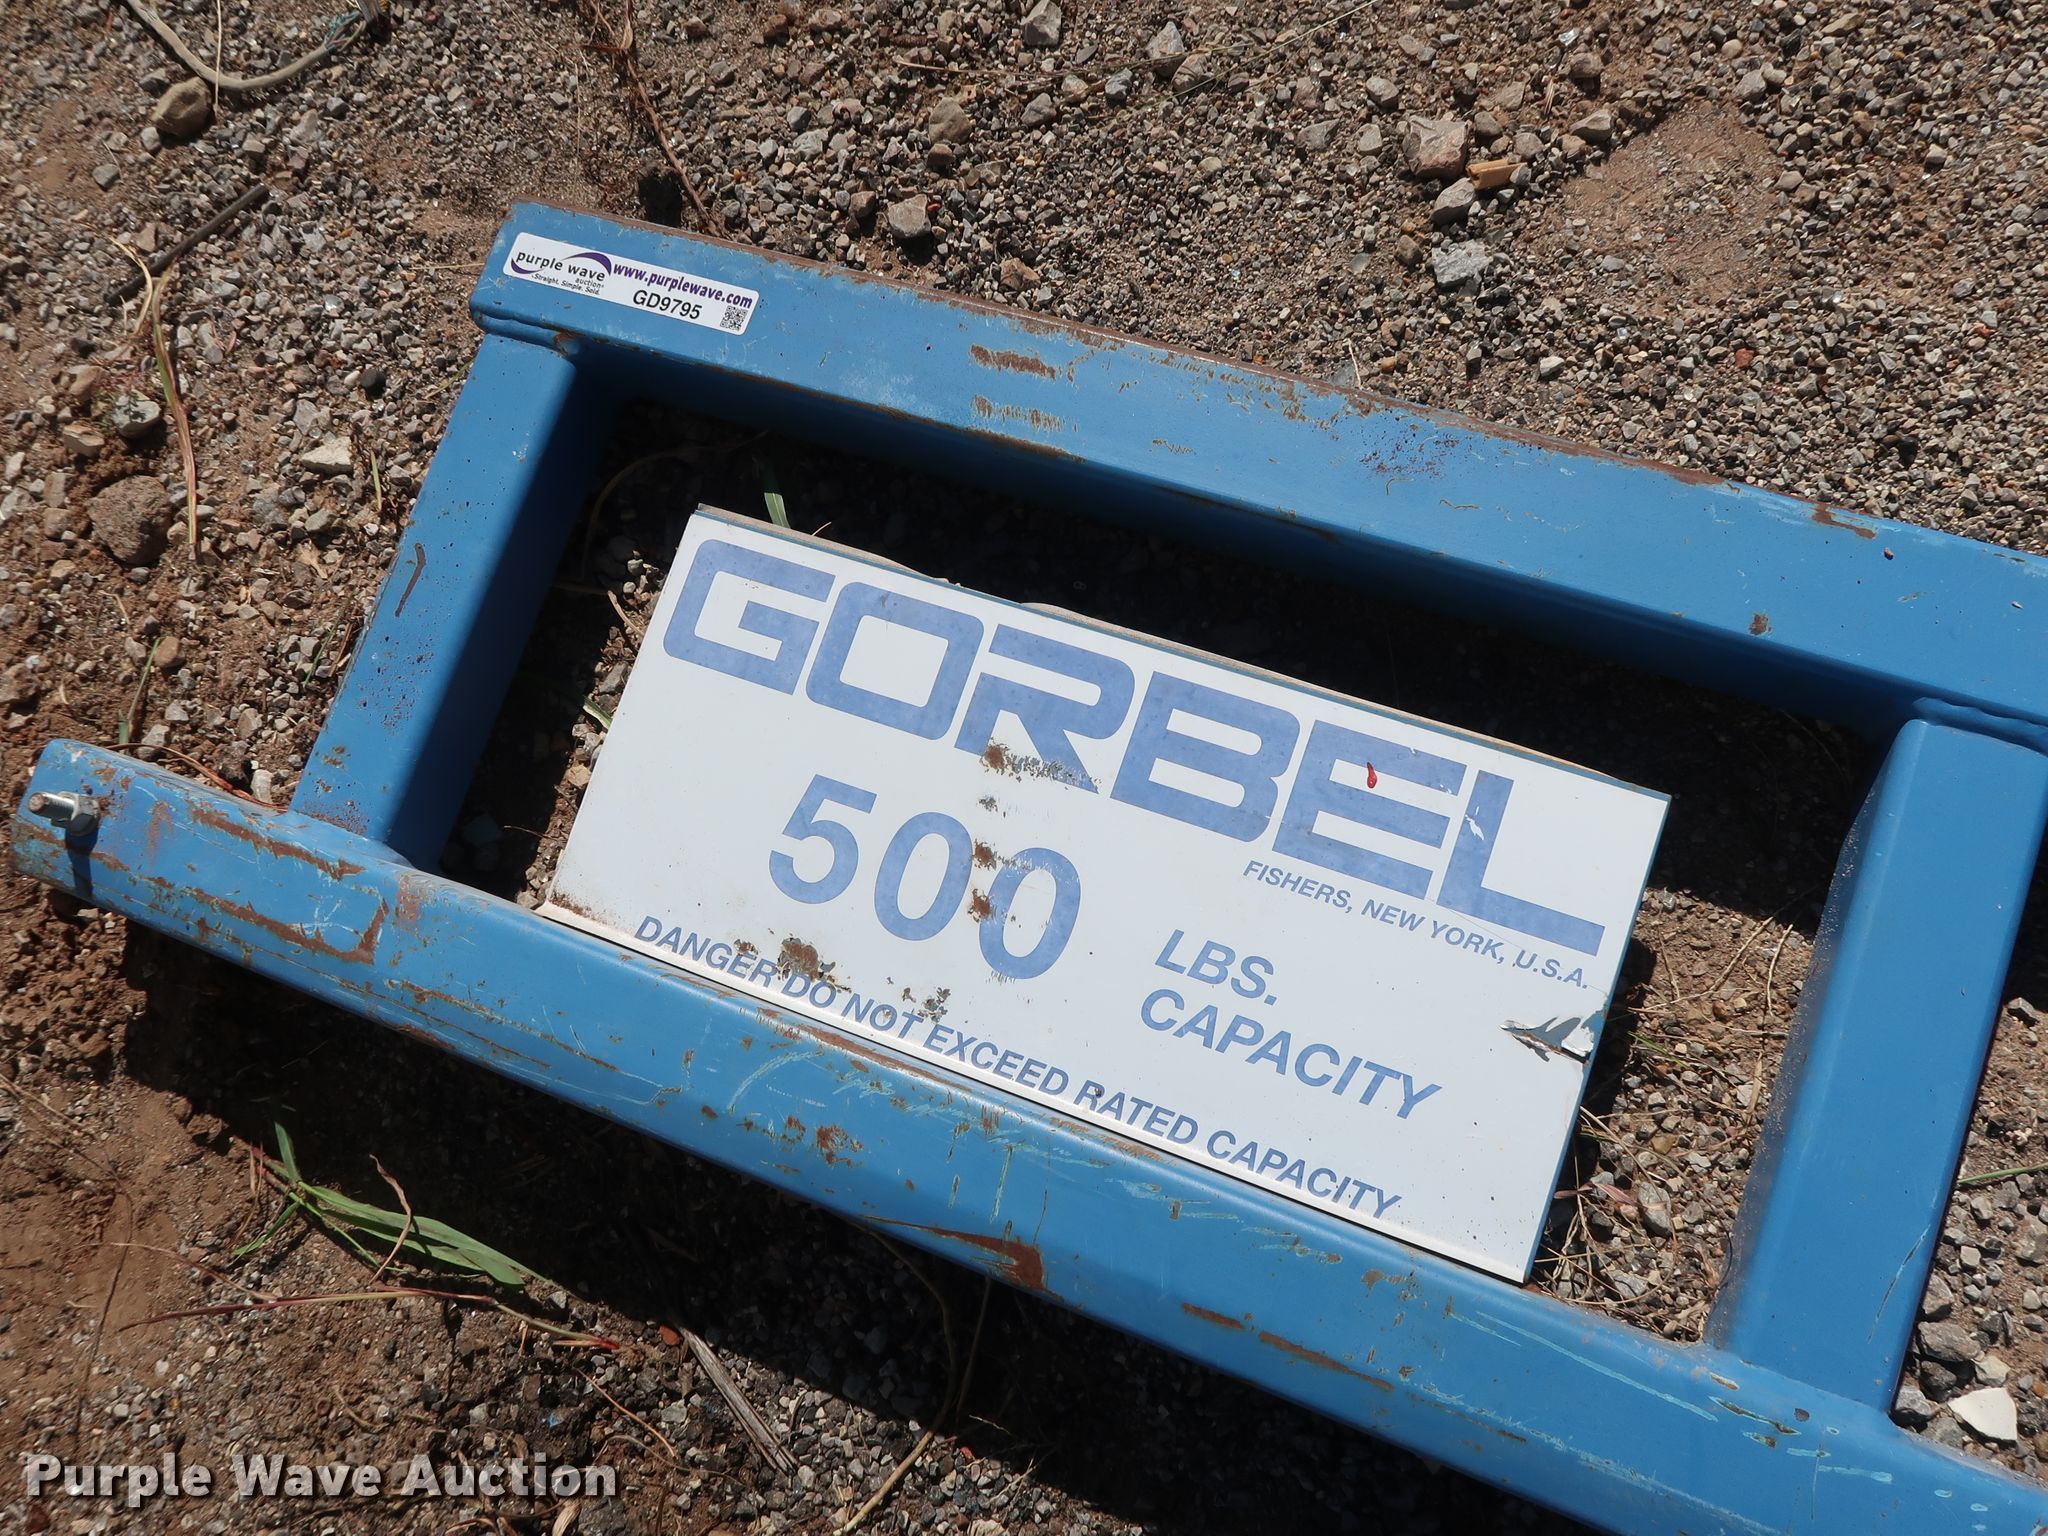 purple wave
auction®
Straight. Simple. Sold.
www.purplewave.com
GD9795
GORBEL
FISHERS, NEW YORK, U.S.A.
500
LBS.
CAPACITY
DANGER DO NOT EXCEED RATED CAPACITY
Purple Wave Auction